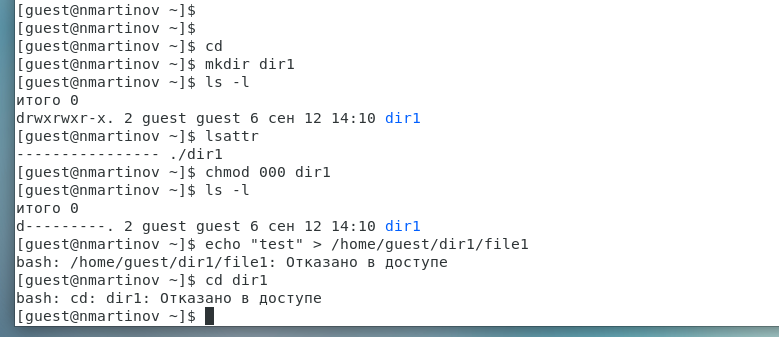 [guest@nmartinov ~]$
[guest@nmartinov ~]$
[guest@nmartinov ~]$ cd
[guest@nmartinov ~]$ mkdir dir1
[guest@nmartinov ~]$ ls -l
итого 0
drwxrwxr-x. 2 guest guest 6 сен 12 14:10 dir1
[guest@nmartinov ~]$ lsattr
---------------- ./dir1
[guest@nmartinov ~]$ chmod 000 dir1
[guest@nmartinov ~]$ ls -l
итого 0
d---------. 2 guest guest 6 сен 12 14:10 dir1
[guest@nmartinov ~]$ echo "test" > /home/guest/dir1/file1
bash: /home/guest/dir1/file1: Отказано в доступе
[guest@nmartinov ~]$ cd dir1
bash: cd: dir1: Отказано в доступе
[guest@nmartinov ~]$